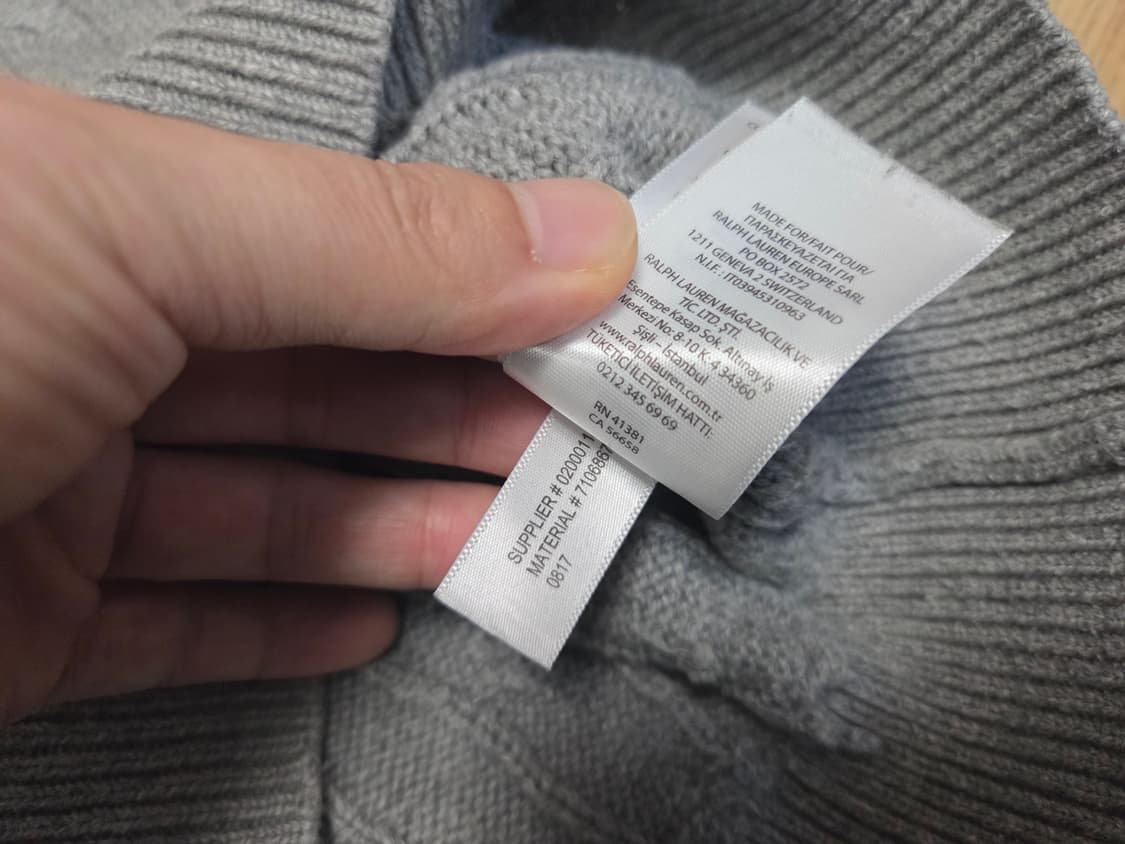 MADE FOR/FAIT POUR/
ΠΑΡΑΣΚΕΥΑΖΕΤΑΙ ΓΙΑ
RALPH LAUREN EUROPE SARL
PO BOX 2572
1211 GENEVA 2 SWITZERLAND
N.I.F. : IT03945310963
RALPH LAUREN MAĞAZACILIK VE
TİC LTD. ŞTİ.
Esentepe Kasap Sok. Altınay İş
Merkezi No: 8-10 K: 4 34360
Şişli - İstanbul
www.ralphlauren.com.tr
TÜKETİCİ İLETİŞİM HATTI:
0212 345 69 69
RN 41381
CA 56658
SUPPLIER # 0200011
MATERIAL # 710686
0817